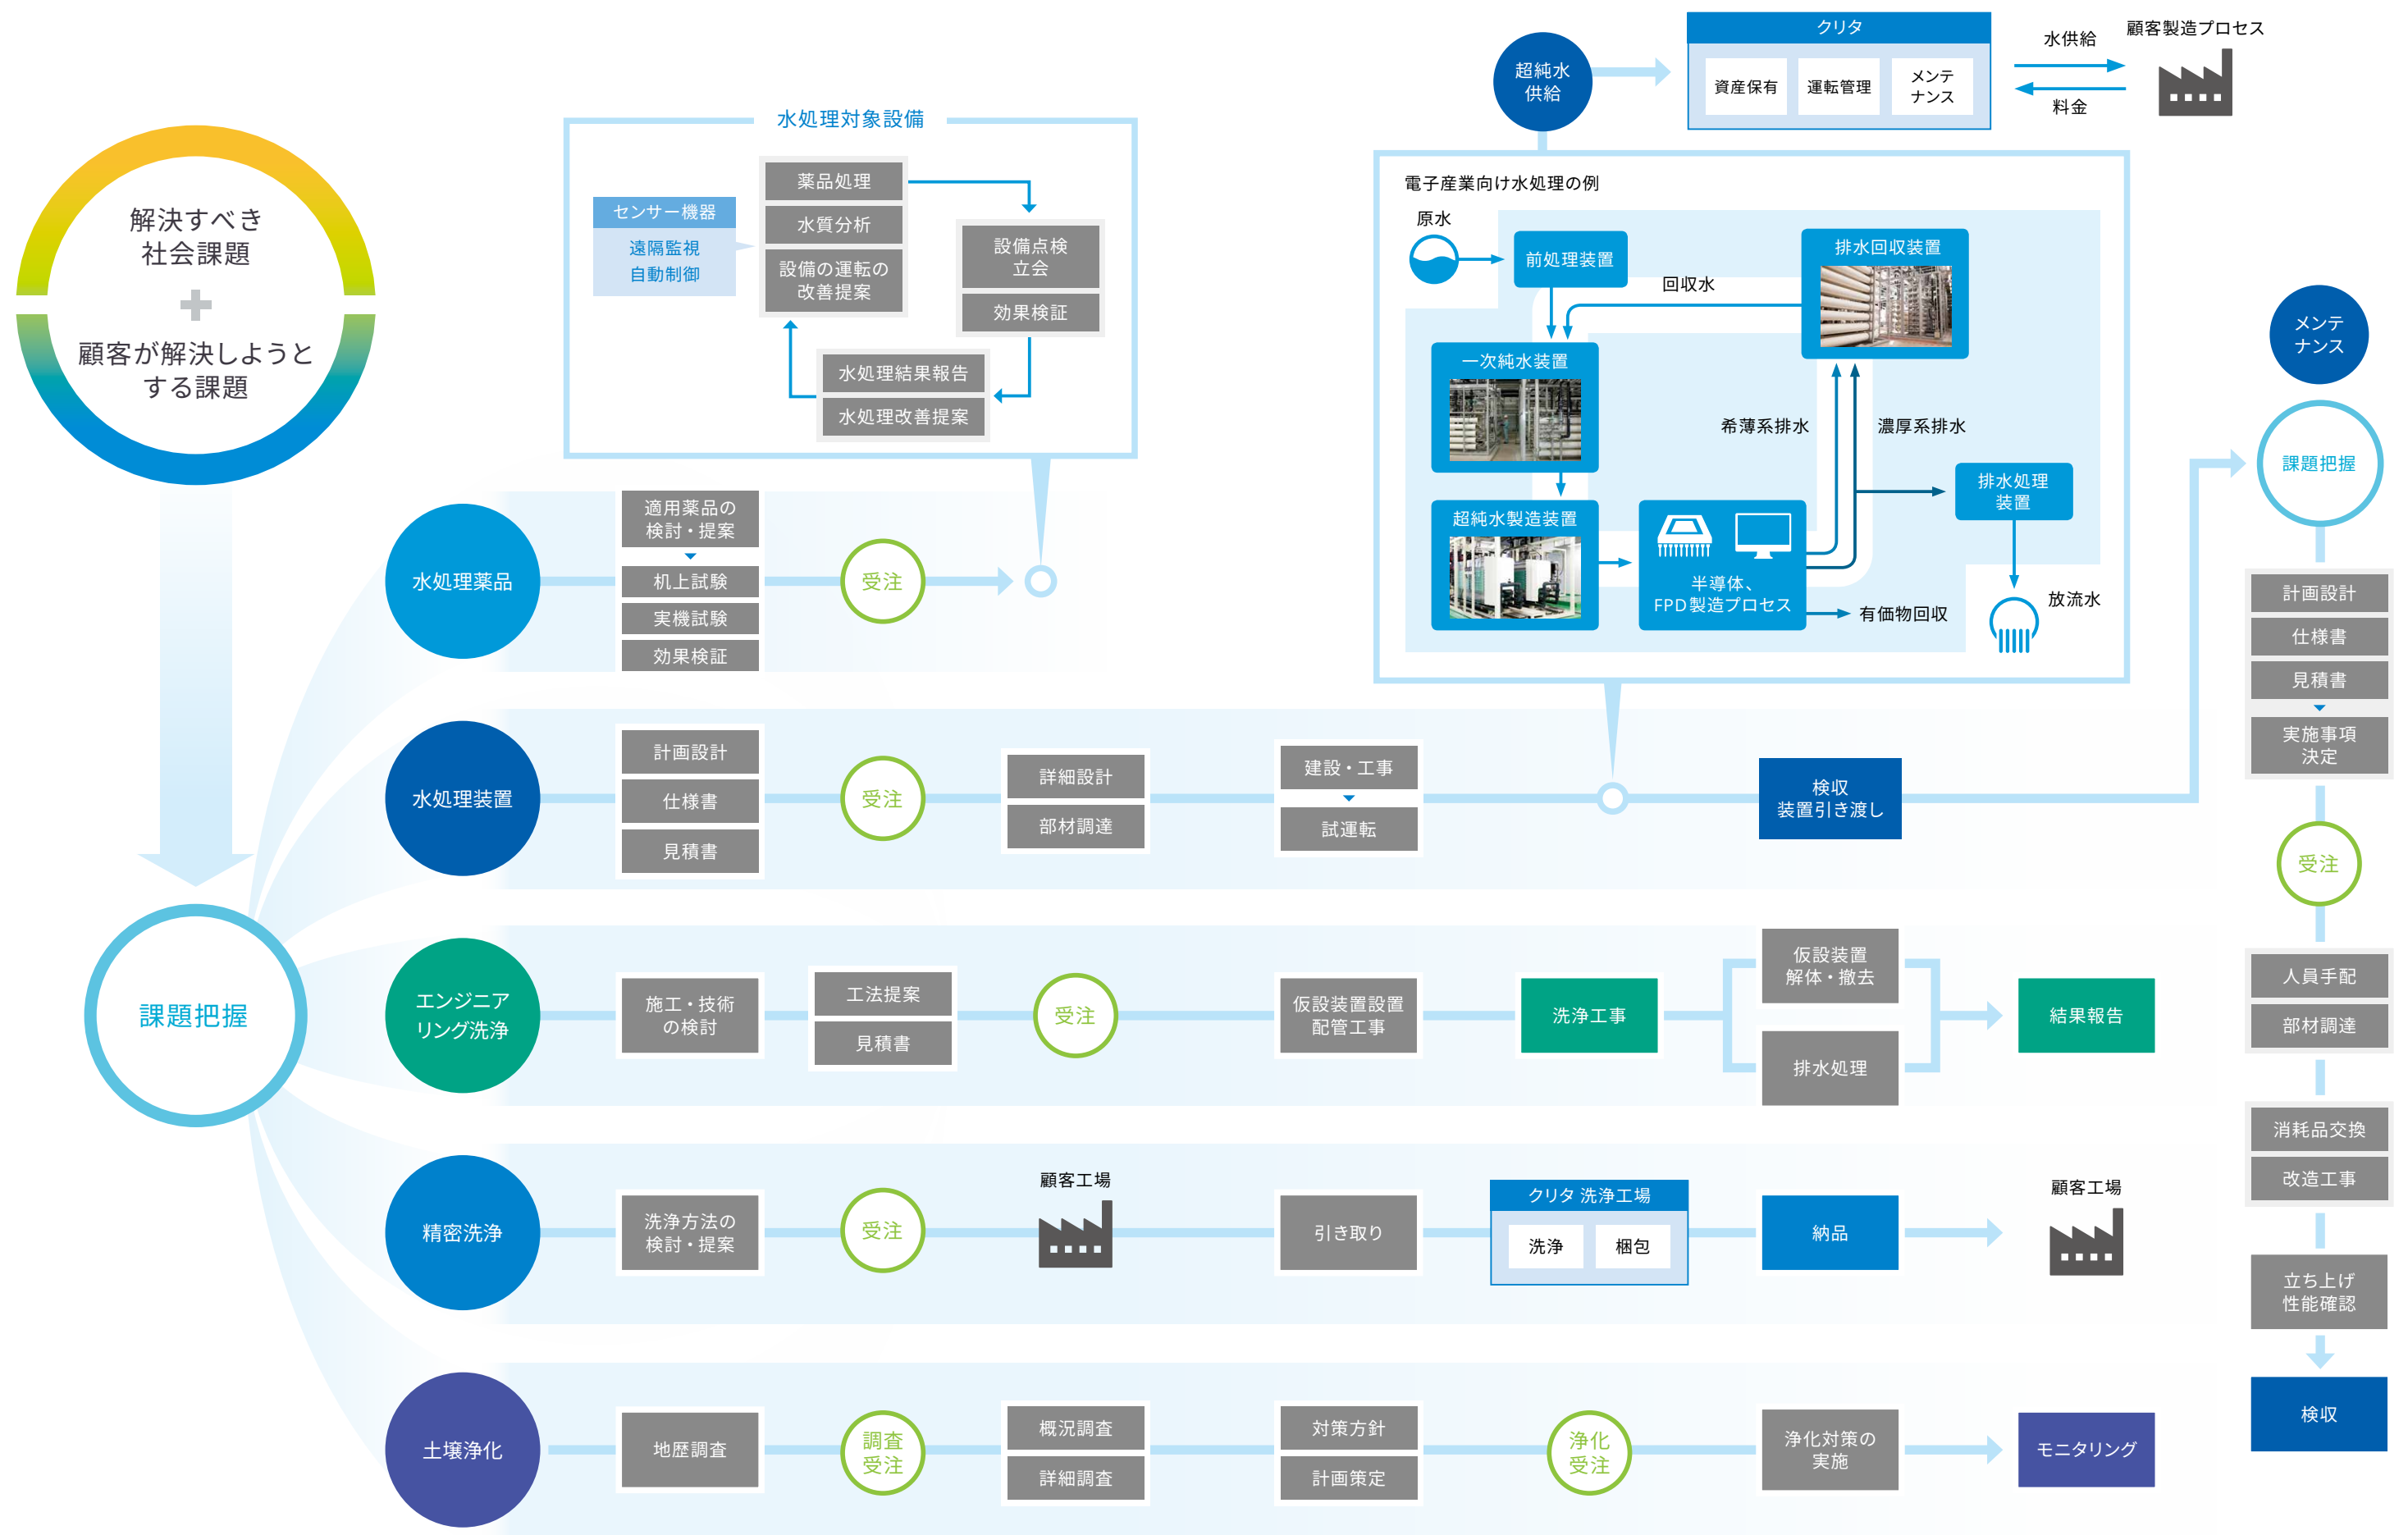 解決すべき
社会課題
顧客が解決しようと
する課題
課題把握
水処理対象設備
センサー機器
遠隔監視
自動制御
薬品処理
水質分析
設備の運転の
改善提案
設備点検
立会
効果検証
水処理結果報告
水処理改善提案
超純水
供給
クリタ
資産保有
運転管理
メンテ
ナンス
水供給
料金
顧客製造プロセス
電子産業向け水処理の例
原水
前処理装置
排水回収装置
回収水
一次純水装置
希薄系排水
濃厚系排水
超純水製造装置
半導体、
FPD製造プロセス
排水処理
装置
有価物回収
放流水
水処理薬品
適用薬品の
検討・提案
机上試験
実機試験
効果検証
受注
水処理装置
計画設計
仕様書
見積書
受注
詳細設計
部材調達
建設・工事
試運転
検収
装置引き渡し
エンジニア
リング洗浄
施工・技術
の検討
工法提案
見積書
受注
仮設装置設置
配管工事
洗浄工事
仮設装置
解体・撤去
排水処理
結果報告
精密洗浄
洗浄方法の
検討・提案
受注
顧客工場
引き取り
クリタ 洗浄工場
洗浄
梱包
納品
顧客工場
土壌浄化
地歴調査
調査
受注
概況調査
詳細調査
対策方針
計画策定
浄化
受注
浄化対策の
実施
モニタリング
メンテ
ナンス
課題把握
計画設計
仕様書
見積書
実施事項
決定
受注
人員手配
部材調達
消耗品交換
改造工事
立ち上げ
性能確認
検収